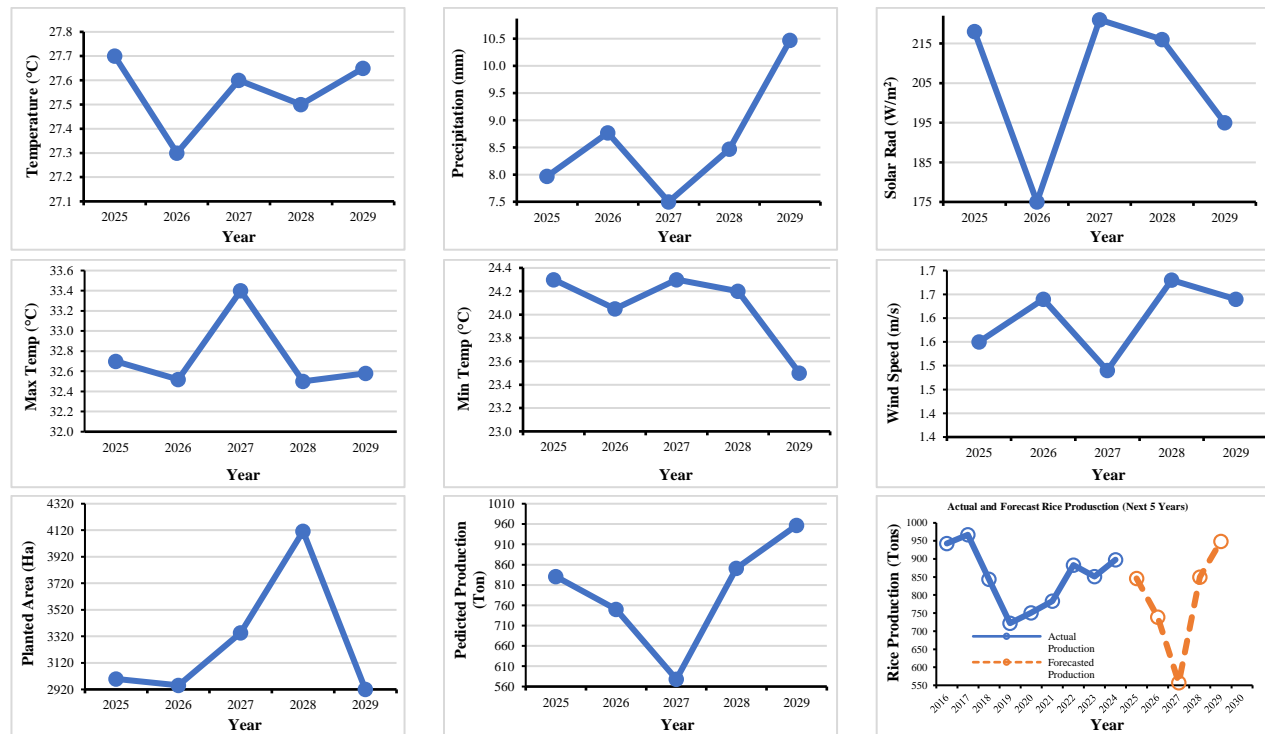 Temperature (°C)
27.8
27.7
27.6
27.5
27.4
27.3
27.2
27.1
2025 2026 2027 2028 2029
Year
Precipitation (mm)
10.5
10.0
9.5
9.0
8.5
8.0
7.5
2025 2026 2027 2028 2029
Year
Solar Rad (W/m²)
215
205
195
185
175
2025 2026 2027 2028 2029
Year
Max Temp (°C)
33.6
33.4
33.2
33.0
32.8
32.6
32.4
32.2
32.0
2025 2026 2027 2028 2029
Year
Min Temp (°C)
24.4
24.2
24.0
23.8
23.6
23.4
23.2
23.0
2025 2026 2027 2028 2029
Year
Wind Speed (m/s)
1.7
1.7
1.6
1.6
1.5
1.5
1.4
1.4
2025 2026 2027 2028 2029
Year
Planted Area (Ha)
4320
4120
3920
3720
3520
3320
3120
2920
2025 2026 2027 2028 2029
Year
Pedicted Production
(Ton)
1010
960
910
860
810
760
710
660
610
560
2025 2026 2027 2028 2029
Year
Actual and Forecast Rice Produsction (Next 5 Years)
Rice Production (Tons)
1000
950
900
850
800
750
700
650
600
550
Actual
Production
Forecasted
Production
2016 2017 2018 2019 2020 2021 2022 2023 2024 2025 2026 2027 2028 2029 2030
Year